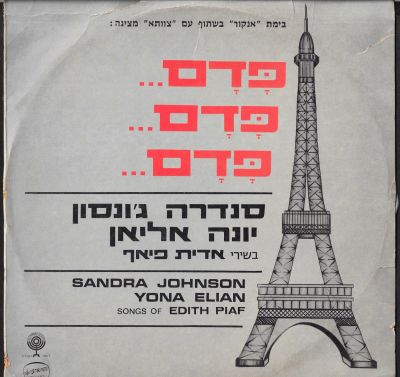 בימת "אנקור" בשתוף עם "צוותא" מציגה:
פָּדָם...
פָּדָם...
פָּדָם...
סנדרה ג'ונסון
יונה אליאן
בשירי אדית פיאף
SANDRA JOHNSON
YONA ELIAN
SONGS OF EDITH PIAF